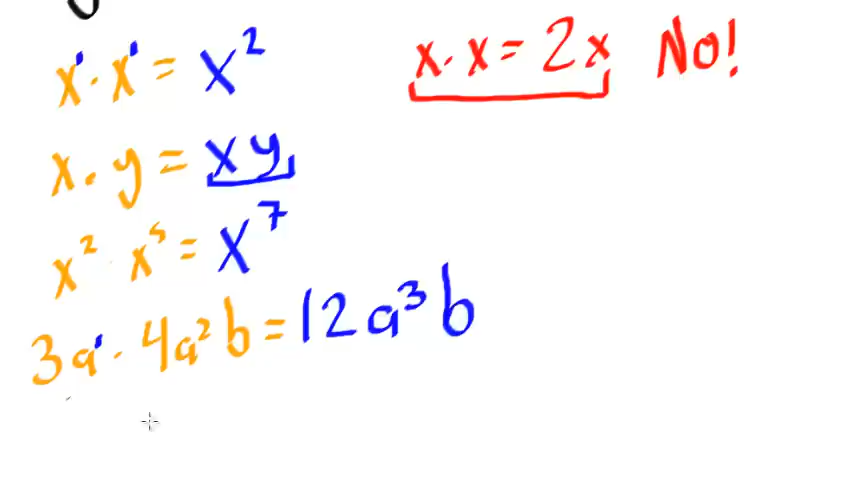 x¹ · x¹ = x² x · x = 2x No!
x · y = xy
x² · x⁵ = x⁷
3a¹ · 4a²b = 12a³b